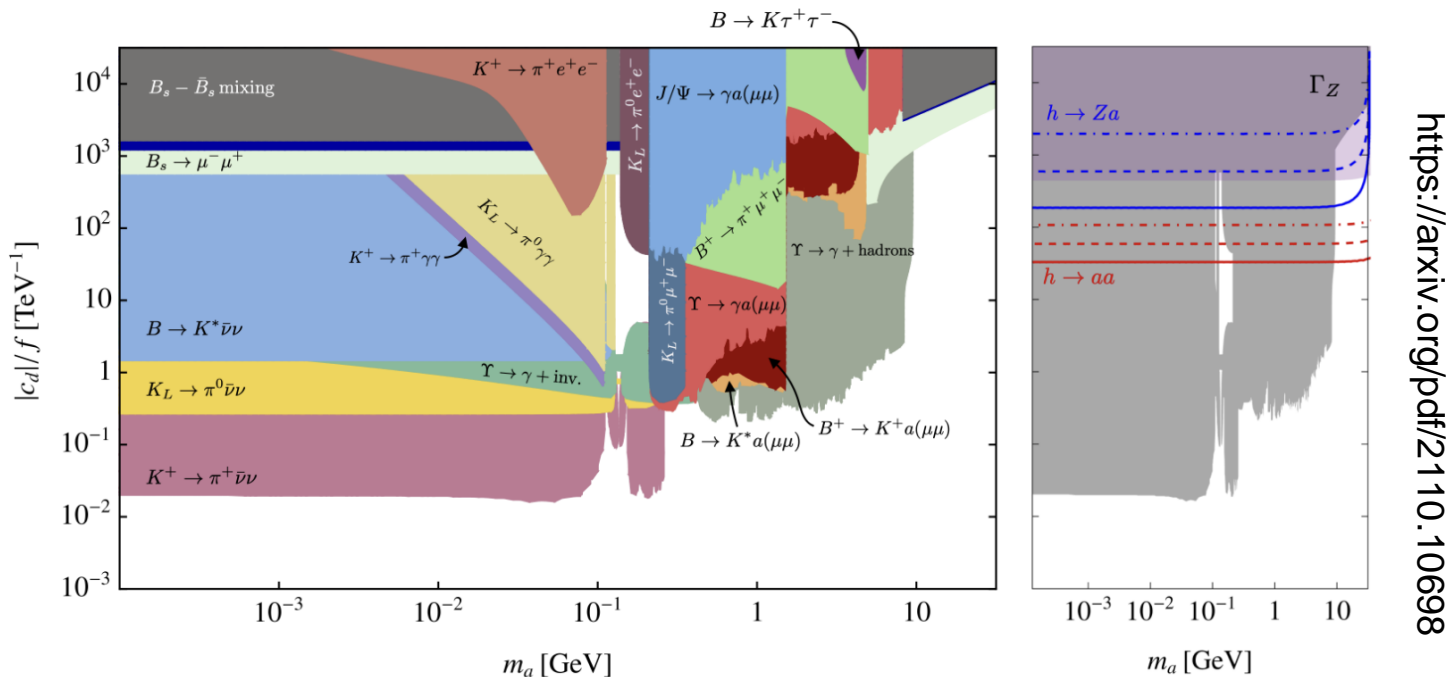 B → Kτ⁺τ⁻
10⁴
10³
10²
10
1
10⁻¹
10⁻²
10⁻³
|c_d|/f [TeV⁻¹]
B_s − B̄_s mixing
K⁺ → π⁺e⁺e⁻
K_L → π⁰e⁺e⁻
J/Ψ → γa(μμ)
B_s → μ⁻μ⁺
K_L → π⁰γγ
K⁺ → π⁺γγ
B⁺ → π⁺μ⁺μ⁻
Υ → γ + hadrons
B → K*ν̄ν
K_L → π⁰μ⁺μ⁻
Υ → γa(μμ)
Υ → γ + inv.
K_L → π⁰ν̄ν
B → K*a(μμ)
B⁺ → K⁺a(μμ)
K⁺ → π⁺ν̄ν
10⁻³
10⁻²
10⁻¹
1
10
m_a [GeV]
Γ_Z
h → Za
h → aa
10⁻³
10⁻²
10⁻¹
1
10
m_a [GeV]
https://arxiv.org/pdf/2110.10698